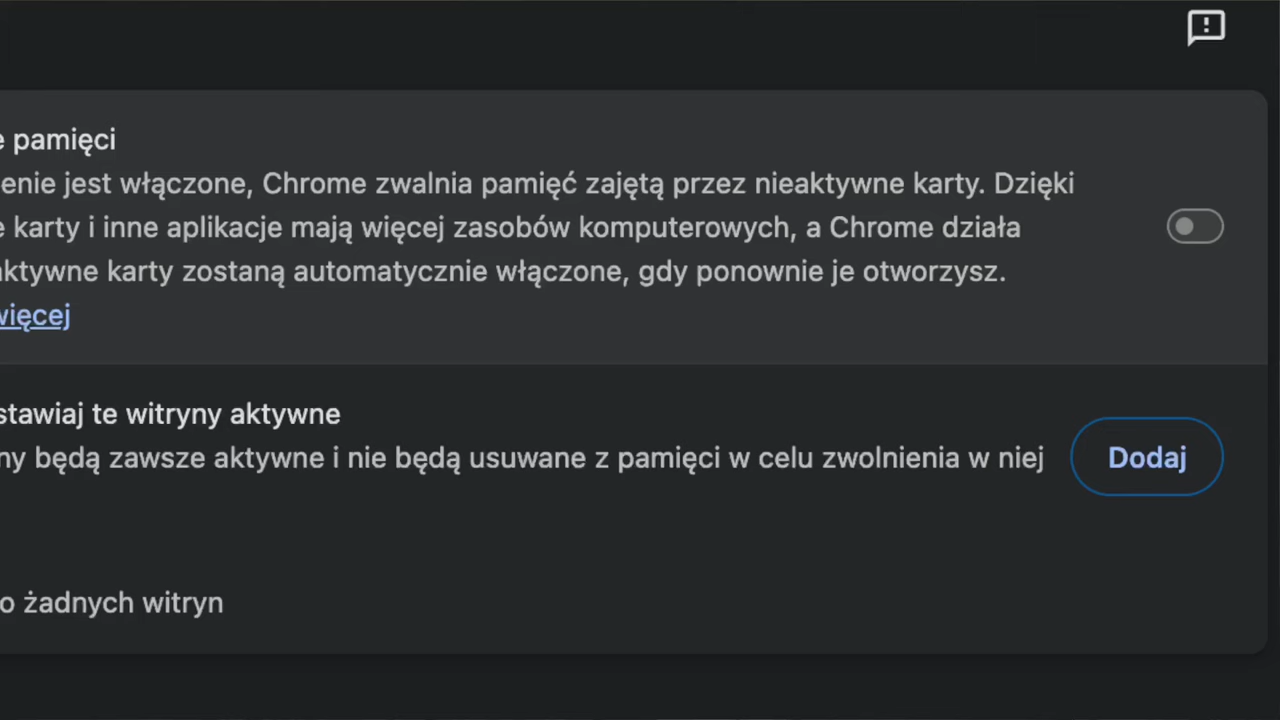 pamięci
enie jest włączone, Chrome zwalnia pamięć zajętą przez nieaktywne karty. Dzięki
karty i inne aplikacje mają więcej zasobów komputerowych, a Chrome działa
aktywne karty zostaną automatycznie włączone, gdy ponownie je otworzysz.
więcej
stawiaj te witryny aktywne
ny będą zawsze aktywne i nie będą usuwane z pamięci w celu zwolnienia w niej
Dodaj
o żadnych witryn